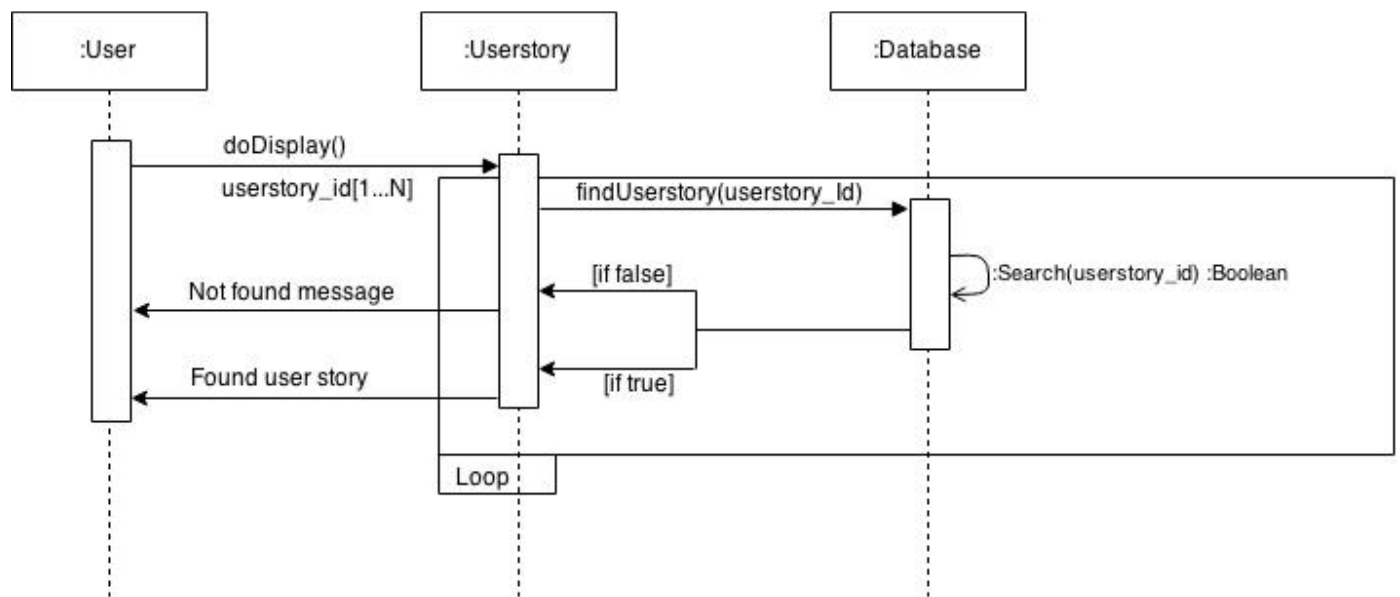 :User
:Userstory
:Database
doDisplay()
userstory_id[1...N]
findUserstory(userstory_Id)
[if false]
:Search(userstory_id) :Boolean
Not found message
Found user story
[if true]
Loop